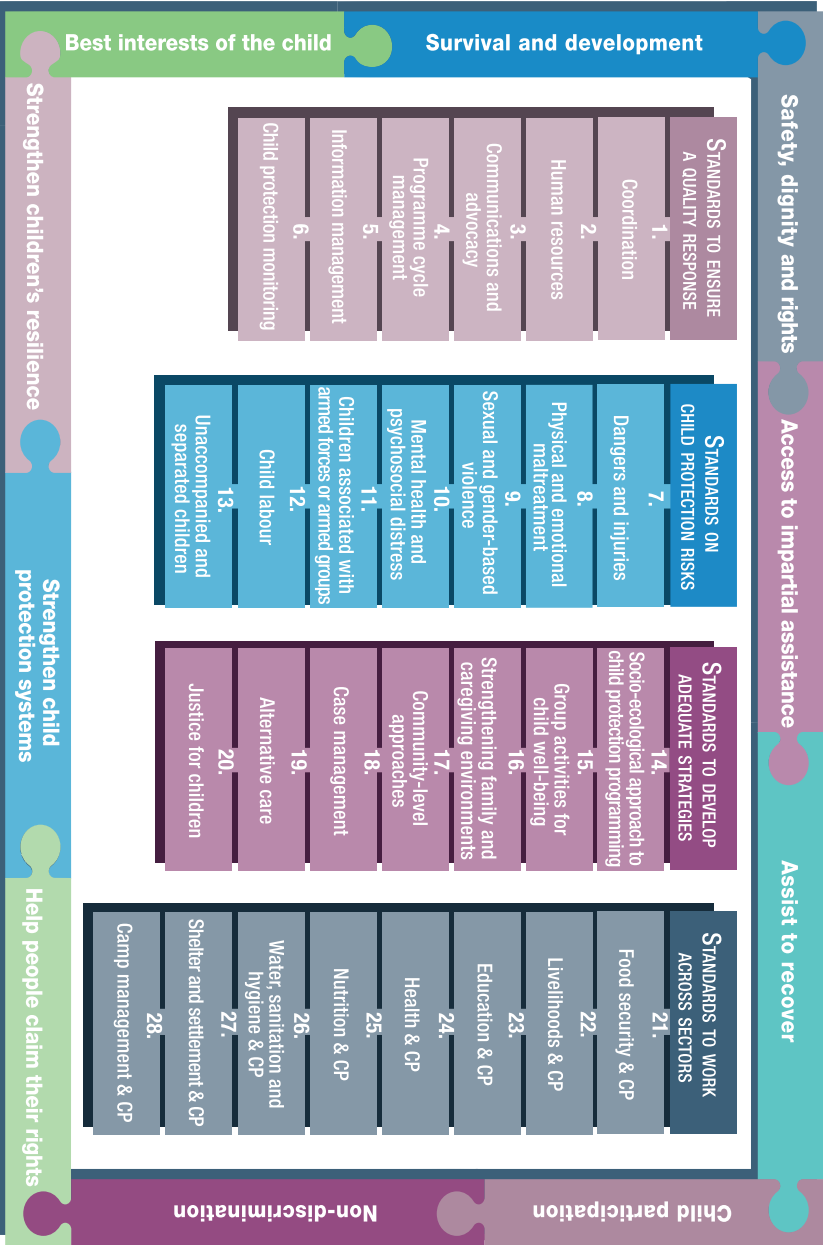 Best interests of the child
Survival and development
Safety, dignity and rights
Access to impartial assistance
Assist to recover
Child participation
Non-discrimination
Help people claim their rights
Strengthen child
protection systems
Strengthen children's resilience
STANDARDS TO ENSURE
A QUALITY RESPONSE
1.
Coordination
2.
Human resources
3.
Communications and
advocacy
4.
Programme cycle
management
5.
Information management
6.
Child protection monitoring
STANDARDS ON
CHILD PROTECTION RISKS
7.
Dangers and injuries
8.
Physical and emotional
maltreatment
9.
Sexual and gender-based
violence
10.
Mental health and
psychosocial distress
11.
Children associated with
armed forces or armed groups
12.
Child labour
13.
Unaccompanied and
separated children
STANDARDS TO DEVELOP
ADEQUATE STRATEGIES
14.
Socio-ecological approach to
child protection programming
15.
Group activities for
child well-being
16.
Strengthening family and
caregiving environments
17.
Community-level
approaches
18.
Case management
19.
Alternative care
20.
Justice for children
STANDARDS TO WORK
ACROSS SECTORS
21.
Food security & CP
22.
Livelihoods & CP
23.
Education & CP
24.
Health & CP
25.
Nutrition & CP
26.
Water, sanitation and
hygiene & CP
27.
Shelter and settlement & CP
28.
Camp management & CP